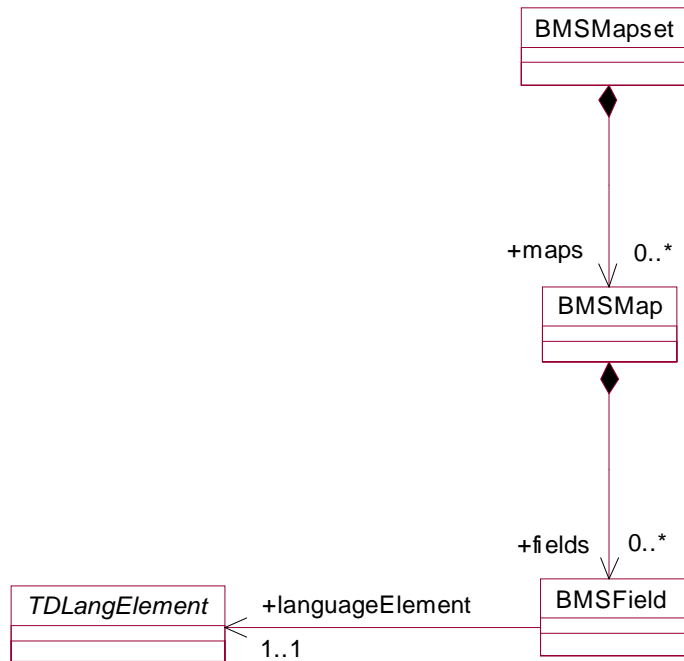 BMSMapset
+maps 0..*
BMSMap
+fields 0..*
TDLangElement +languageElement BMSField
1..1